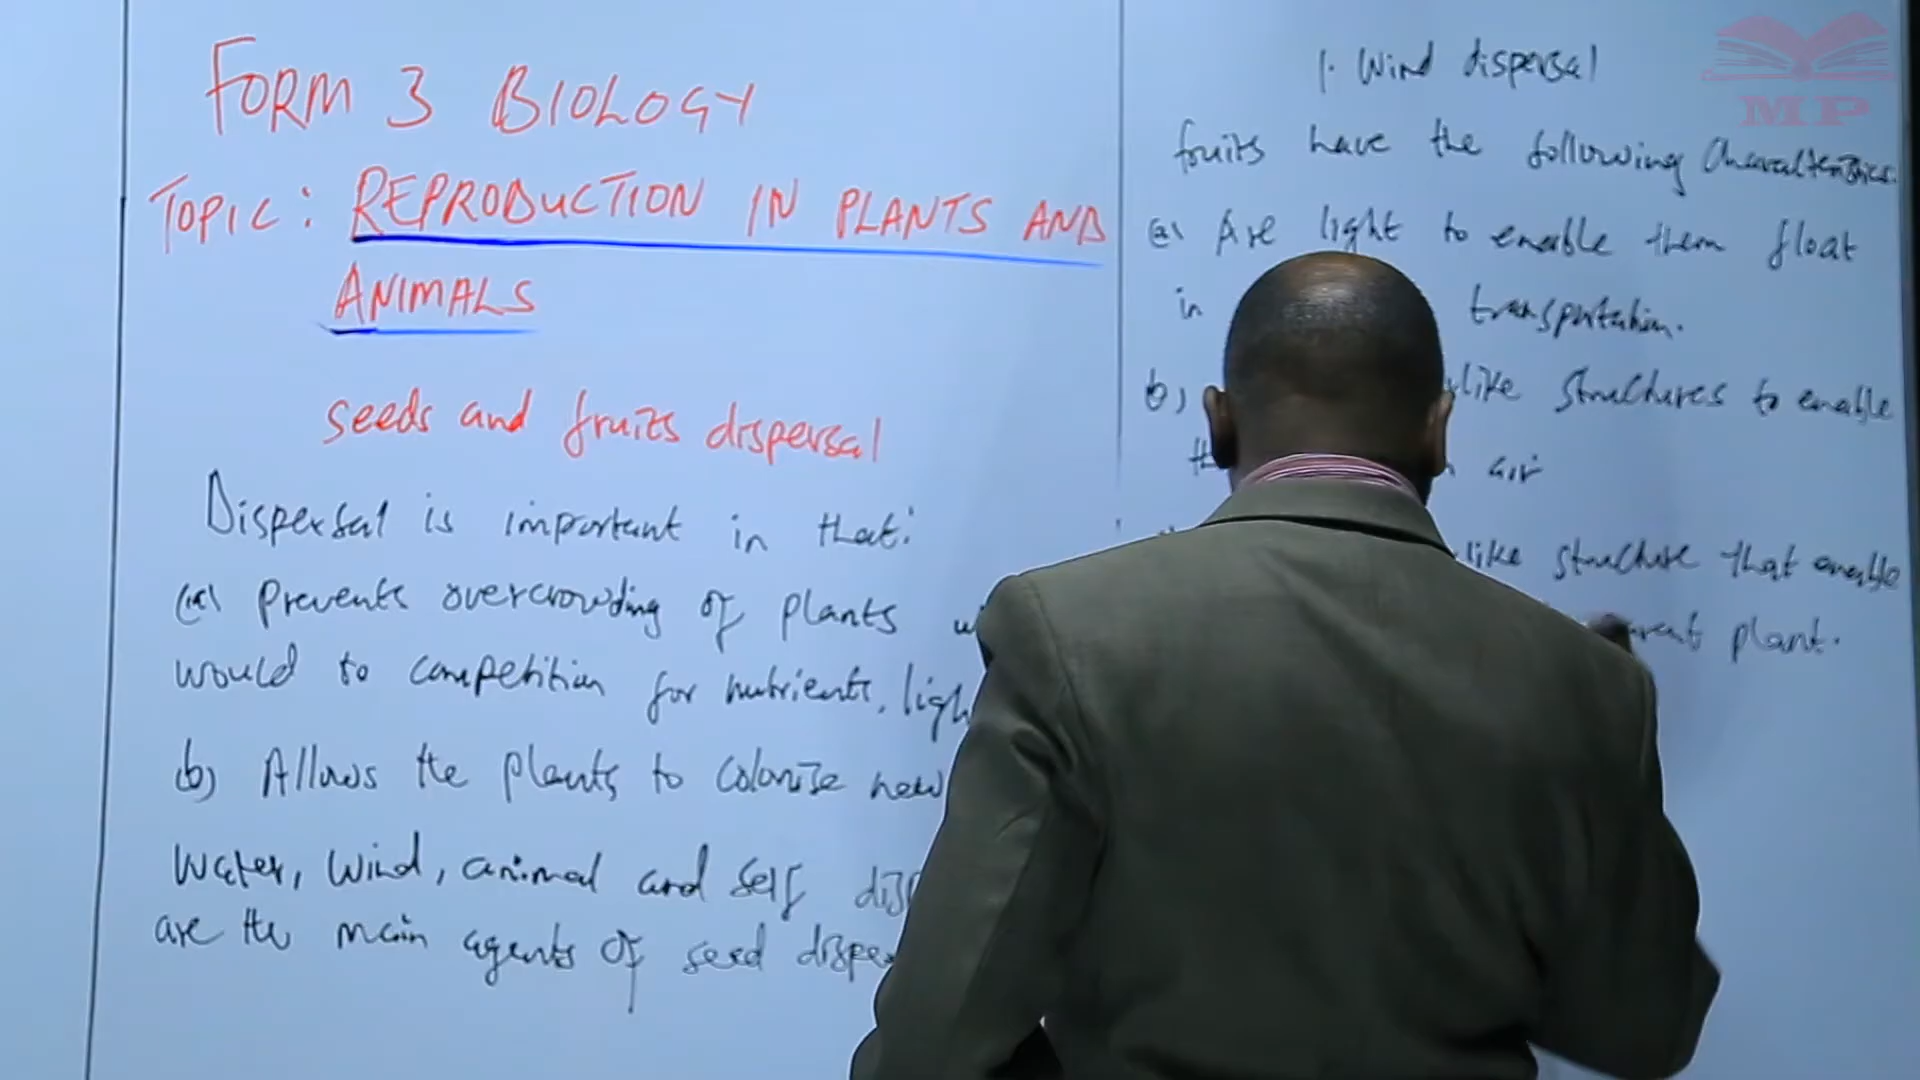 FORM 3 BIOLOGY
TOPIC: REPRODUCTION IN PLANTS AND
ANIMALS
seeds and fruits dispersal
Dispersal is important in that:
(a) Prevents overcrowding of plants
would to competition for nutrients, ligh
b) Allows the plants to colonize new
Water, Wind, animal and self
are the main agents of seed
1. Wind dispersal
fruits have the following Characteristics.
(a) Are light to enable them float
in transportation.
b) like structures to enable
air
like structure that enable
plant.
MP